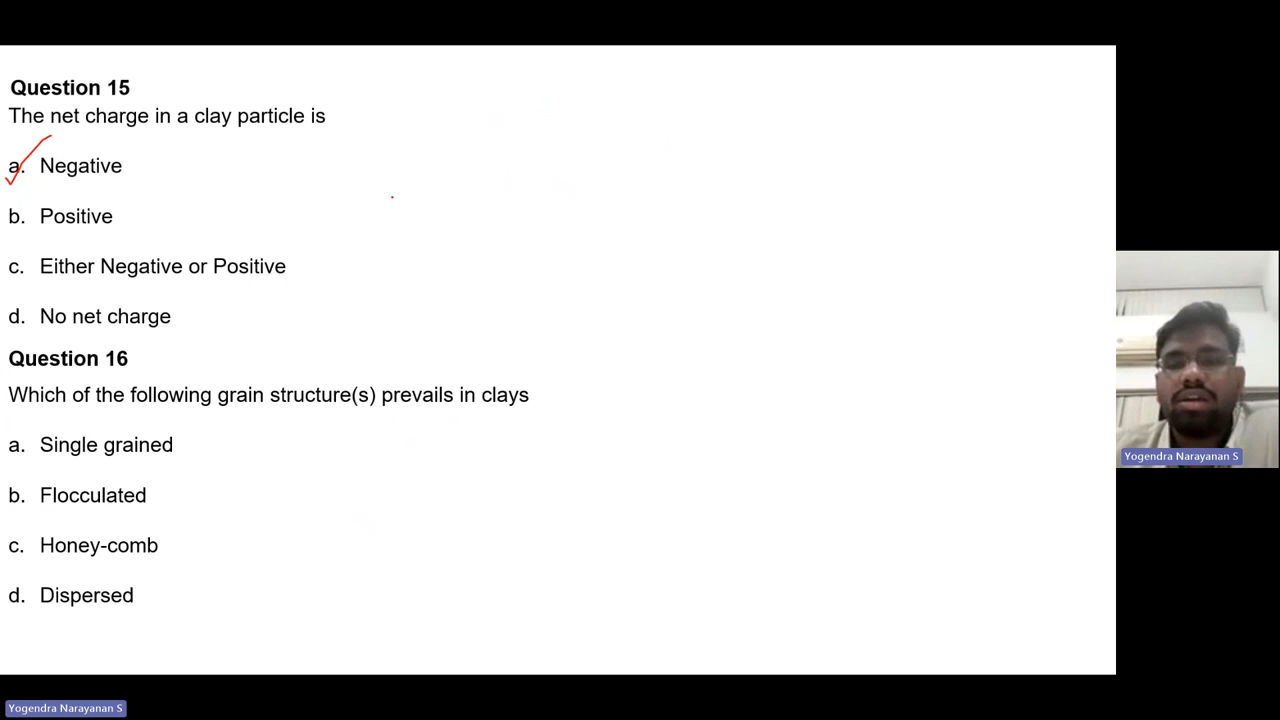 Question 15
The net charge in a clay particle is
a. Negative
b. Positive
c. Either Negative or Positive
d. No net charge
Question 16
Which of the following grain structure(s) prevails in clays
a. Single grained
b. Flocculated
c. Honey-comb
d. Dispersed
Yogendra Narayanan S
Yogendra Narayanan S